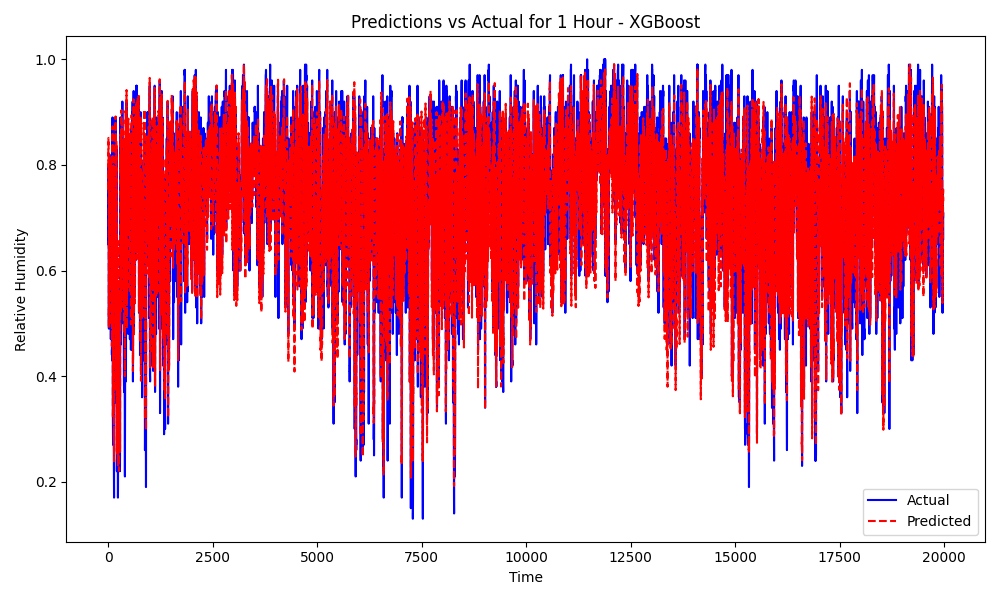 Predictions vs Actual for 1 Hour - XGBoost
1.0
0.8
0.6
0.4
0.2
Relative Humidity
0 2500 5000 7500 10000 12500 15000 17500 20000
Time
Actual
Predicted